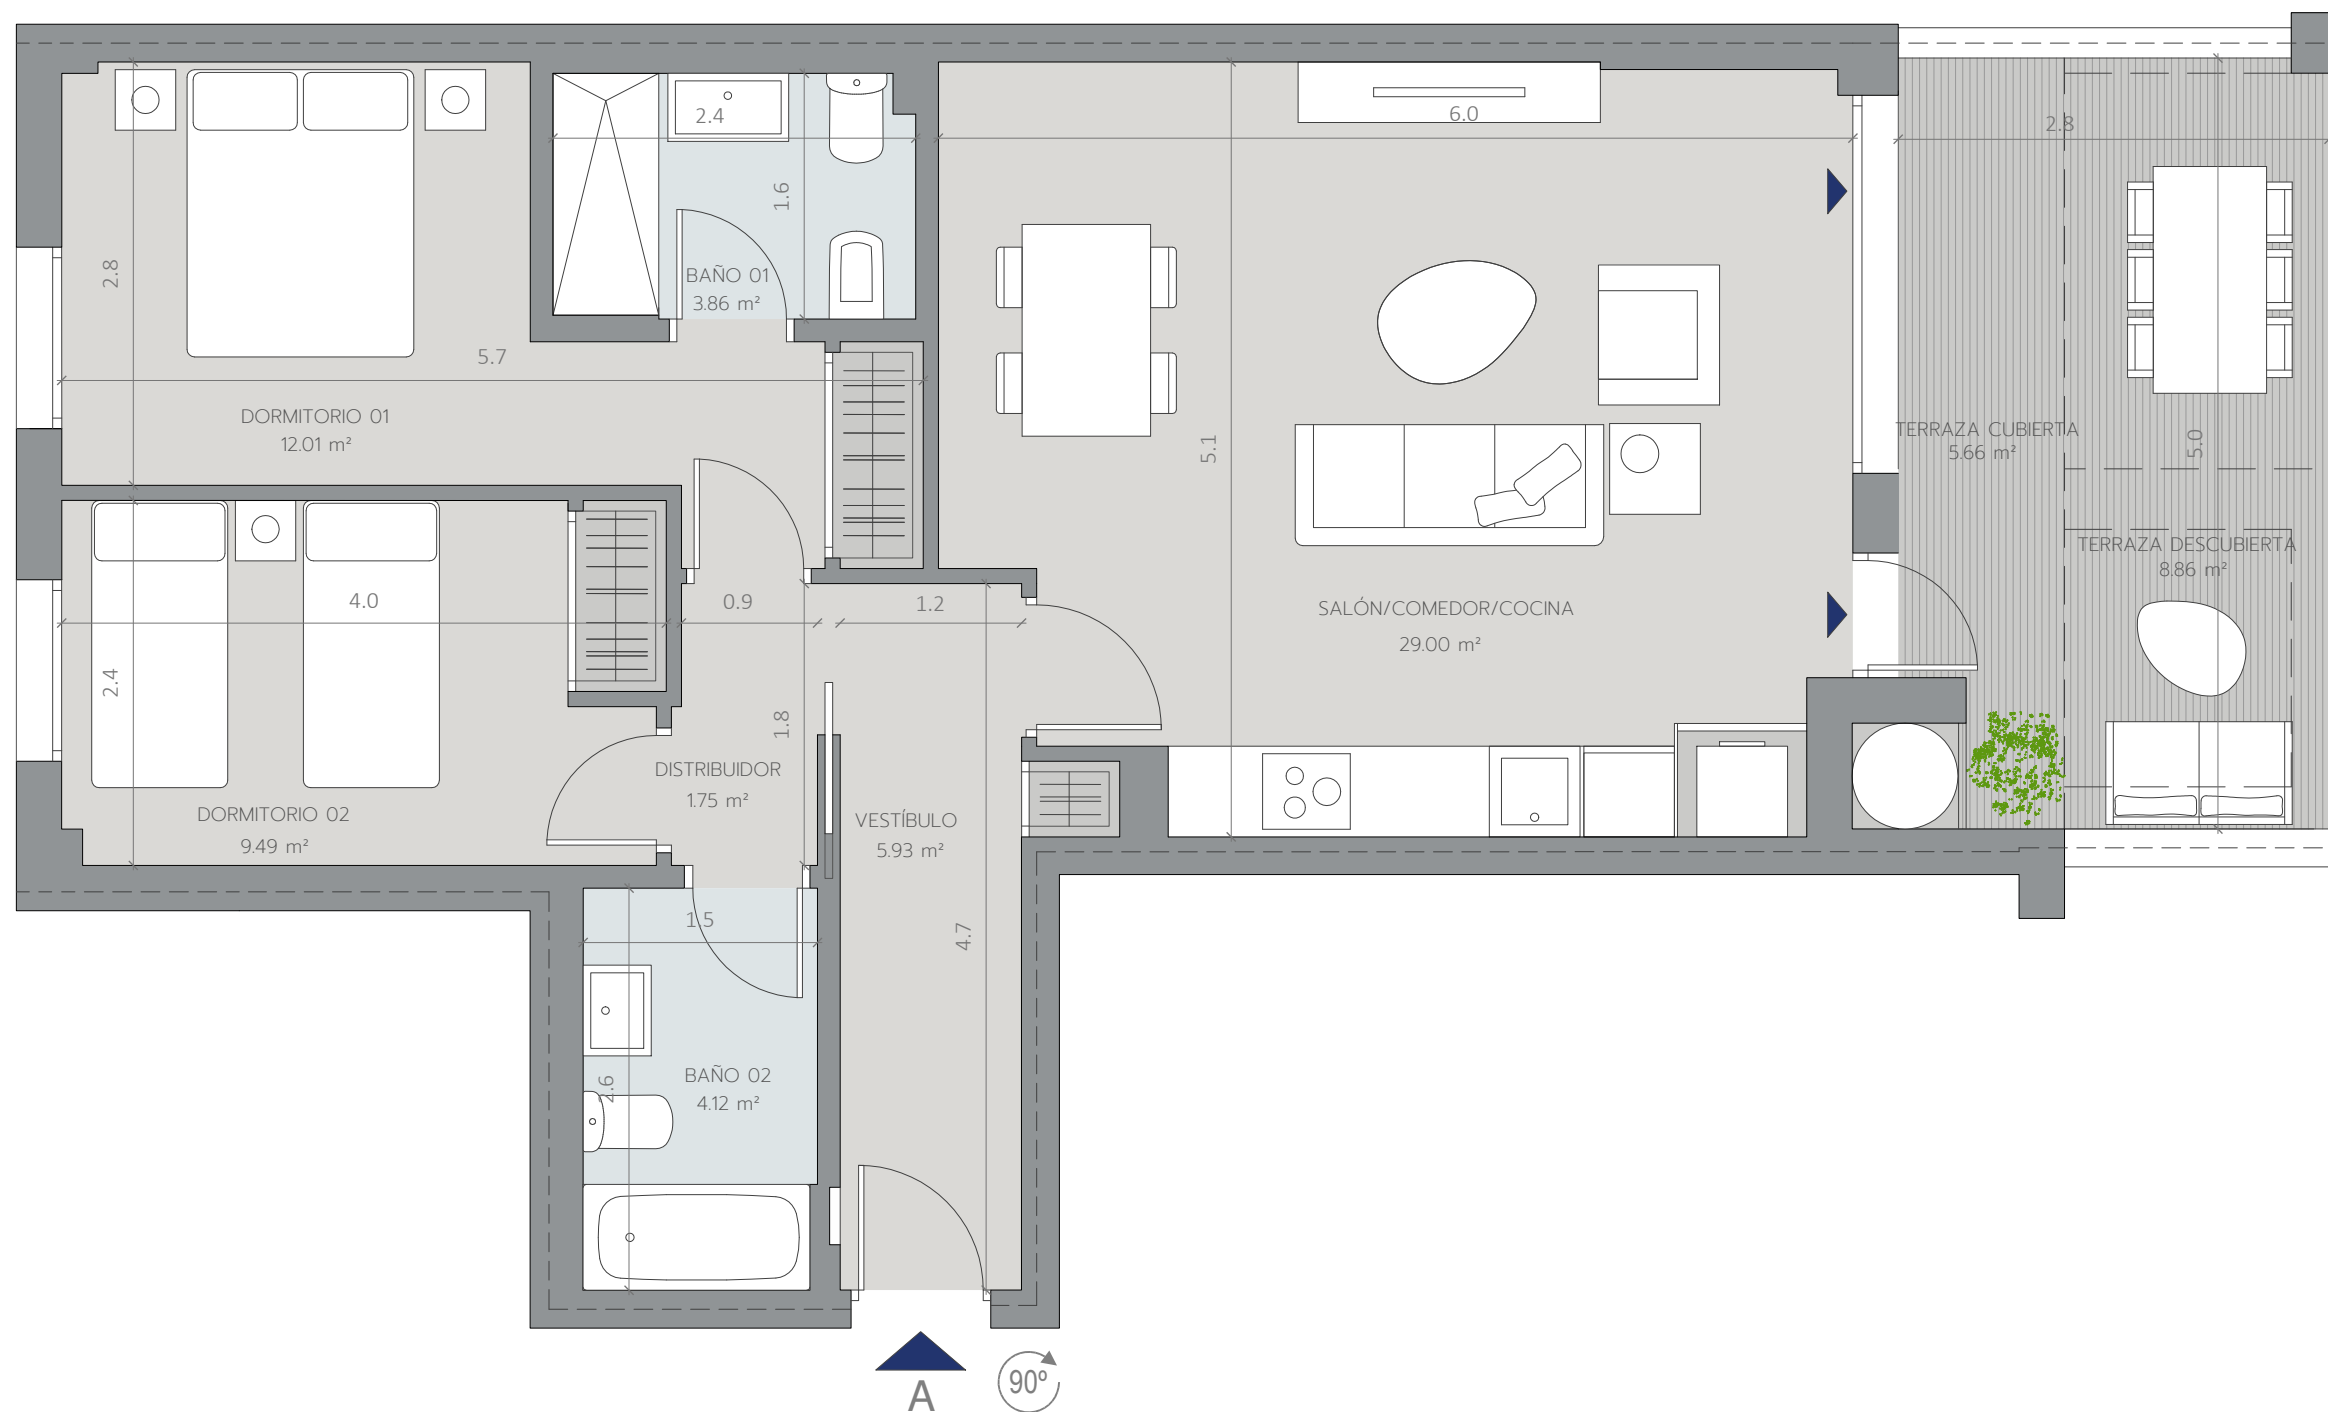 2.4
6.0
2.8
1.6
BAÑO 01
3.86 m²
2.8
5.7
DORMITORIO 01
12.01 m²
5.1
TERRAZA CUBIERTA
5.66 m²
5.0
TERRAZA DESCUBIERTA
8.86 m²
4.0
0.9
1.2
SALÓN/COMEDOR/COCINA
29.00 m²
2.4
1.8
DISTRIBUIDOR
1.75 m²
DORMITORIO 02
9.49 m²
VESTÍBULO
5.93 m²
1.5
4.7
BAÑO 02
4.12 m²
2.6
A
90º